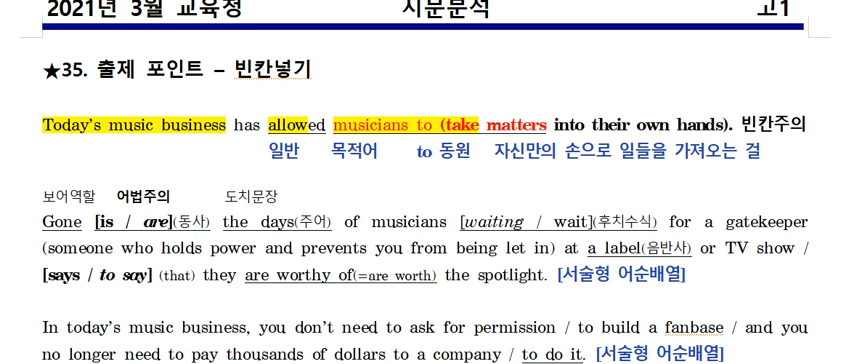 2021년 3월 교육청 지문분석 고1
★35. 출제 포인트 – 빈칸넣기
Today's music business has allowed musicians to (take matters into their own hands). 빈칸주의
일반 목적어 to 동원 자신만의 손으로 일들을 가져오는 걸
보어역할 어법주의 도치문장
Gone [is / are](동사) the days(주어) of musicians [waiting / wait](후치수식) for a gatekeeper
(someone who holds power and prevents you from being let in) at a label(음반사) or TV show /
[says / to say] (that) they are worthy of(=are worth) the spotlight. [서술형 어순배열]
In today's music business, you don't need to ask for permission / to build a fanbase / and you
no longer need to pay thousands of dollars to a company / to do it. [서술형 어순배열]